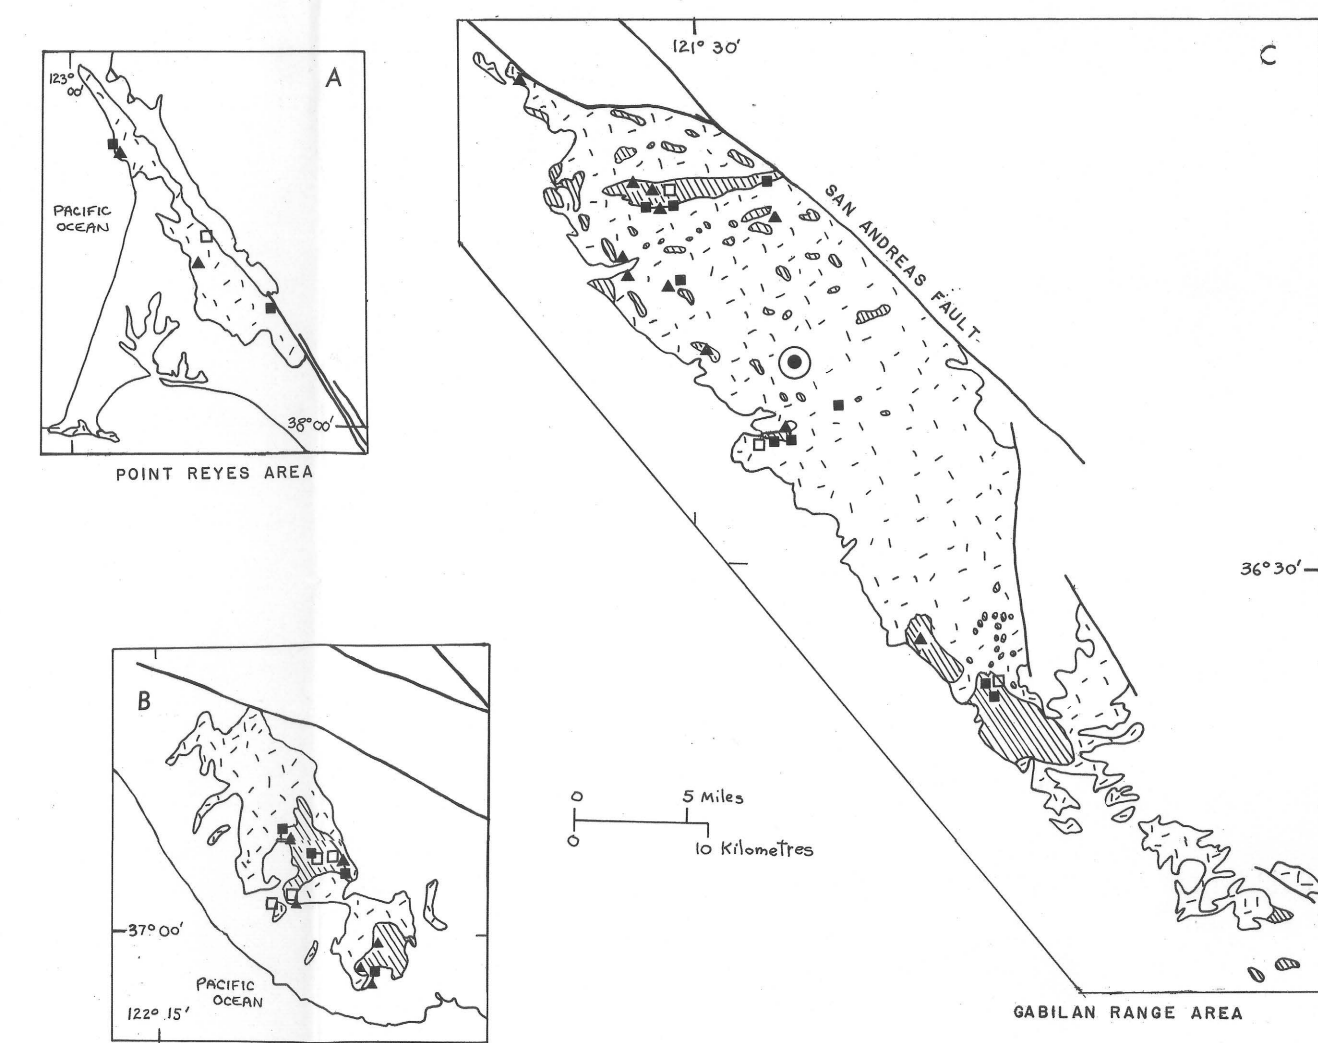 A
123°
00'
PACIFIC
OCEAN
38°00'
POINT REYES AREA
121° 30'
C
SAN ANDREAS FAULT
36° 30'
GABILAN RANGE AREA
B
37° 00'
PACIFIC
OCEAN
122° 15'
0 5 Miles
0 10 Kilometres